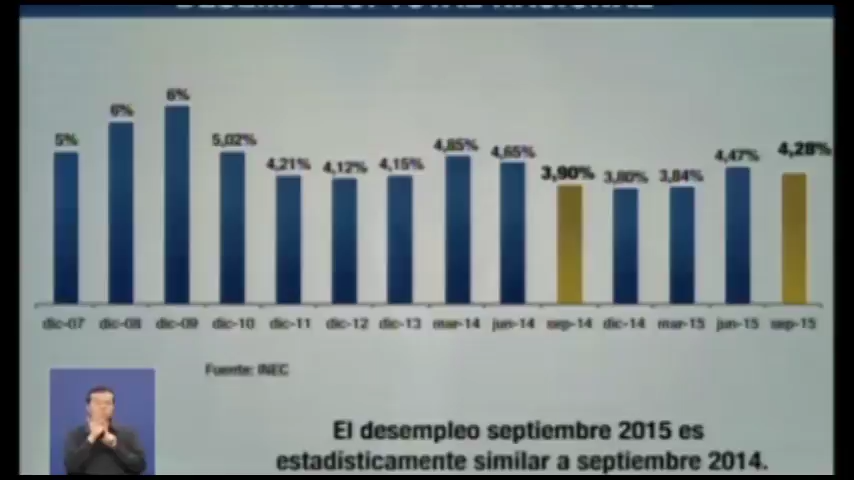 5%
6%
6%
5,02%
4,21%
4,12%
4,15%
4,85%
4,65%
3,90%
3,80%
3,84%
4,47%
4,28%
dic-07
dic-08
dic-09
dic-10
dic-11
dic-12
dic-13
mar-14
jun-14
sep-14
dic-14
mar-15
jun-15
sep-15
Fuente: INEC
El desempleo septiembre 2015 es
estadísticamente similar a septiembre 2014.